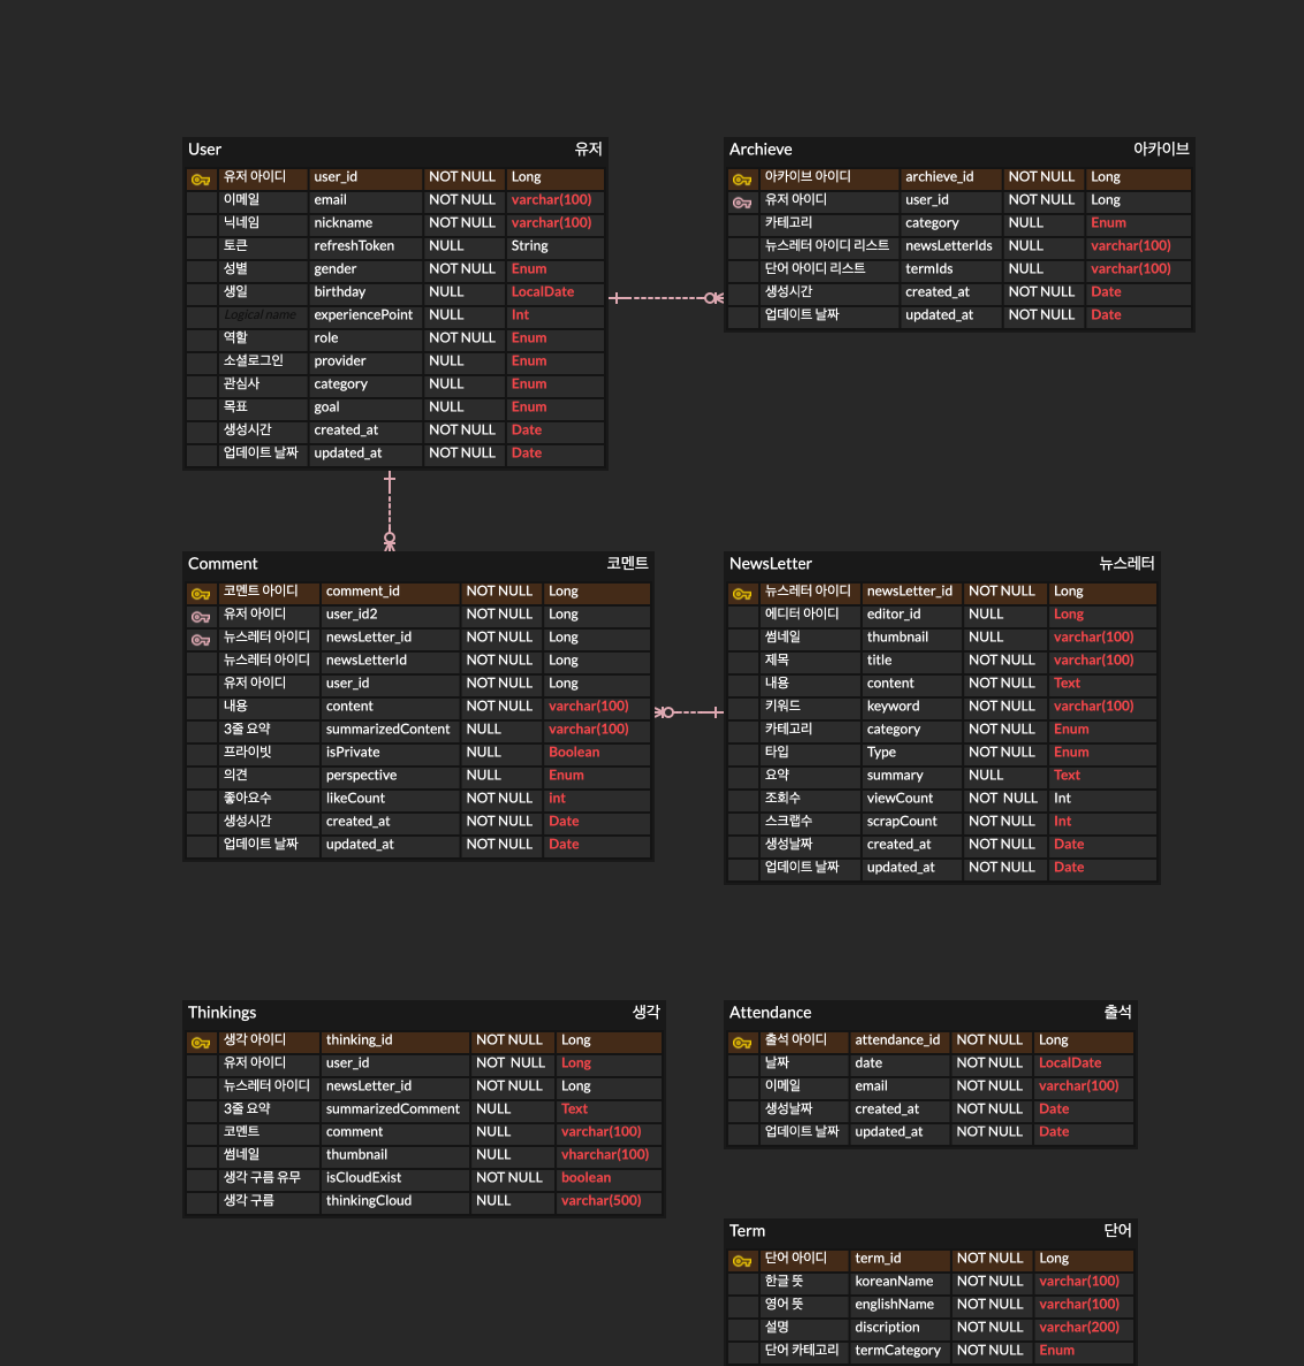 User 유저
유저 아이디 user_id NOT NULL Long
이메일 email NOT NULL varchar(100)
닉네임 nickname NOT NULL varchar(100)
토큰 refreshToken NULL String
성별 gender NOT NULL Enum
생일 birthday NULL LocalDate
Logical name experiencePoint NULL Int
역할 role NOT NULL Enum
소셜로그인 provider NULL Enum
관심사 category NULL Enum
목표 goal NULL Enum
생성시간 created_at NOT NULL Date
업데이트 날짜 updated_at NOT NULL Date
Archieve 아카이브
아카이브 아이디 archieve_id NOT NULL Long
유저 아이디 user_id NOT NULL Long
카테고리 category NULL Enum
뉴스레터 아이디 리스트 newsLetterIds NULL varchar(100)
단어 아이디 리스트 termIds NULL varchar(100)
생성시간 created_at NOT NULL Date
업데이트 날짜 updated_at NOT NULL Date
Comment 코멘트
코멘트 아이디 comment_id NOT NULL Long
유저 아이디 user_id2 NOT NULL Long
뉴스레터 아이디 newsLetter_id NOT NULL Long
뉴스레터 아이디 newsLetterId NOT NULL Long
유저 아이디 user_id NOT NULL Long
내용 content NOT NULL varchar(100)
3줄 요약 summarizedContent NULL varchar(100)
프라이빗 isPrivate NULL Boolean
의견 perspective NULL Enum
좋아요수 likeCount NOT NULL int
생성시간 created_at NOT NULL Date
업데이트 날짜 updated_at NOT NULL Date
NewsLetter 뉴스레터
뉴스레터 아이디 newsLetter_id NOT NULL Long
에디터 아이디 editor_id NULL Long
썸네일 thumbnail NULL varchar(100)
제목 title NOT NULL varchar(100)
내용 content NOT NULL Text
키워드 keyword NOT NULL varchar(100)
카테고리 category NOT NULL Enum
타입 Type NOT NULL Enum
요약 summary NULL Text
조회수 viewCount NOT NULL Int
스크랩수 scrapCount NOT NULL Int
생성날짜 created_at NOT NULL Date
업데이트 날짜 updated_at NOT NULL Date
Thinkings 생각
생각 아이디 thinking_id NOT NULL Long
유저 아이디 user_id NOT NULL Long
뉴스레터 아이디 newsLetter_id NOT NULL Long
3줄 요약 summarizedComment NULL Text
코멘트 comment NULL varchar(100)
썸네일 thumbnail NULL vharchar(100)
생각 구름 유무 isCloudExist NOT NULL boolean
생각 구름 thinkingCloud NULL varchar(500)
Attendance 출석
출석 아이디 attendance_id NOT NULL Long
날짜 date NOT NULL LocalDate
이메일 email NOT NULL varchar(100)
생성날짜 created_at NOT NULL Date
업데이트 날짜 updated_at NOT NULL Date
Term 단어
단어 아이디 term_id NOT NULL Long
한글 뜻 koreanName NOT NULL varchar(100)
영어 뜻 englishName NOT NULL varchar(100)
설명 discription NOT NULL varchar(200)
단어 카테고리 termCategory NOT NULL Enum